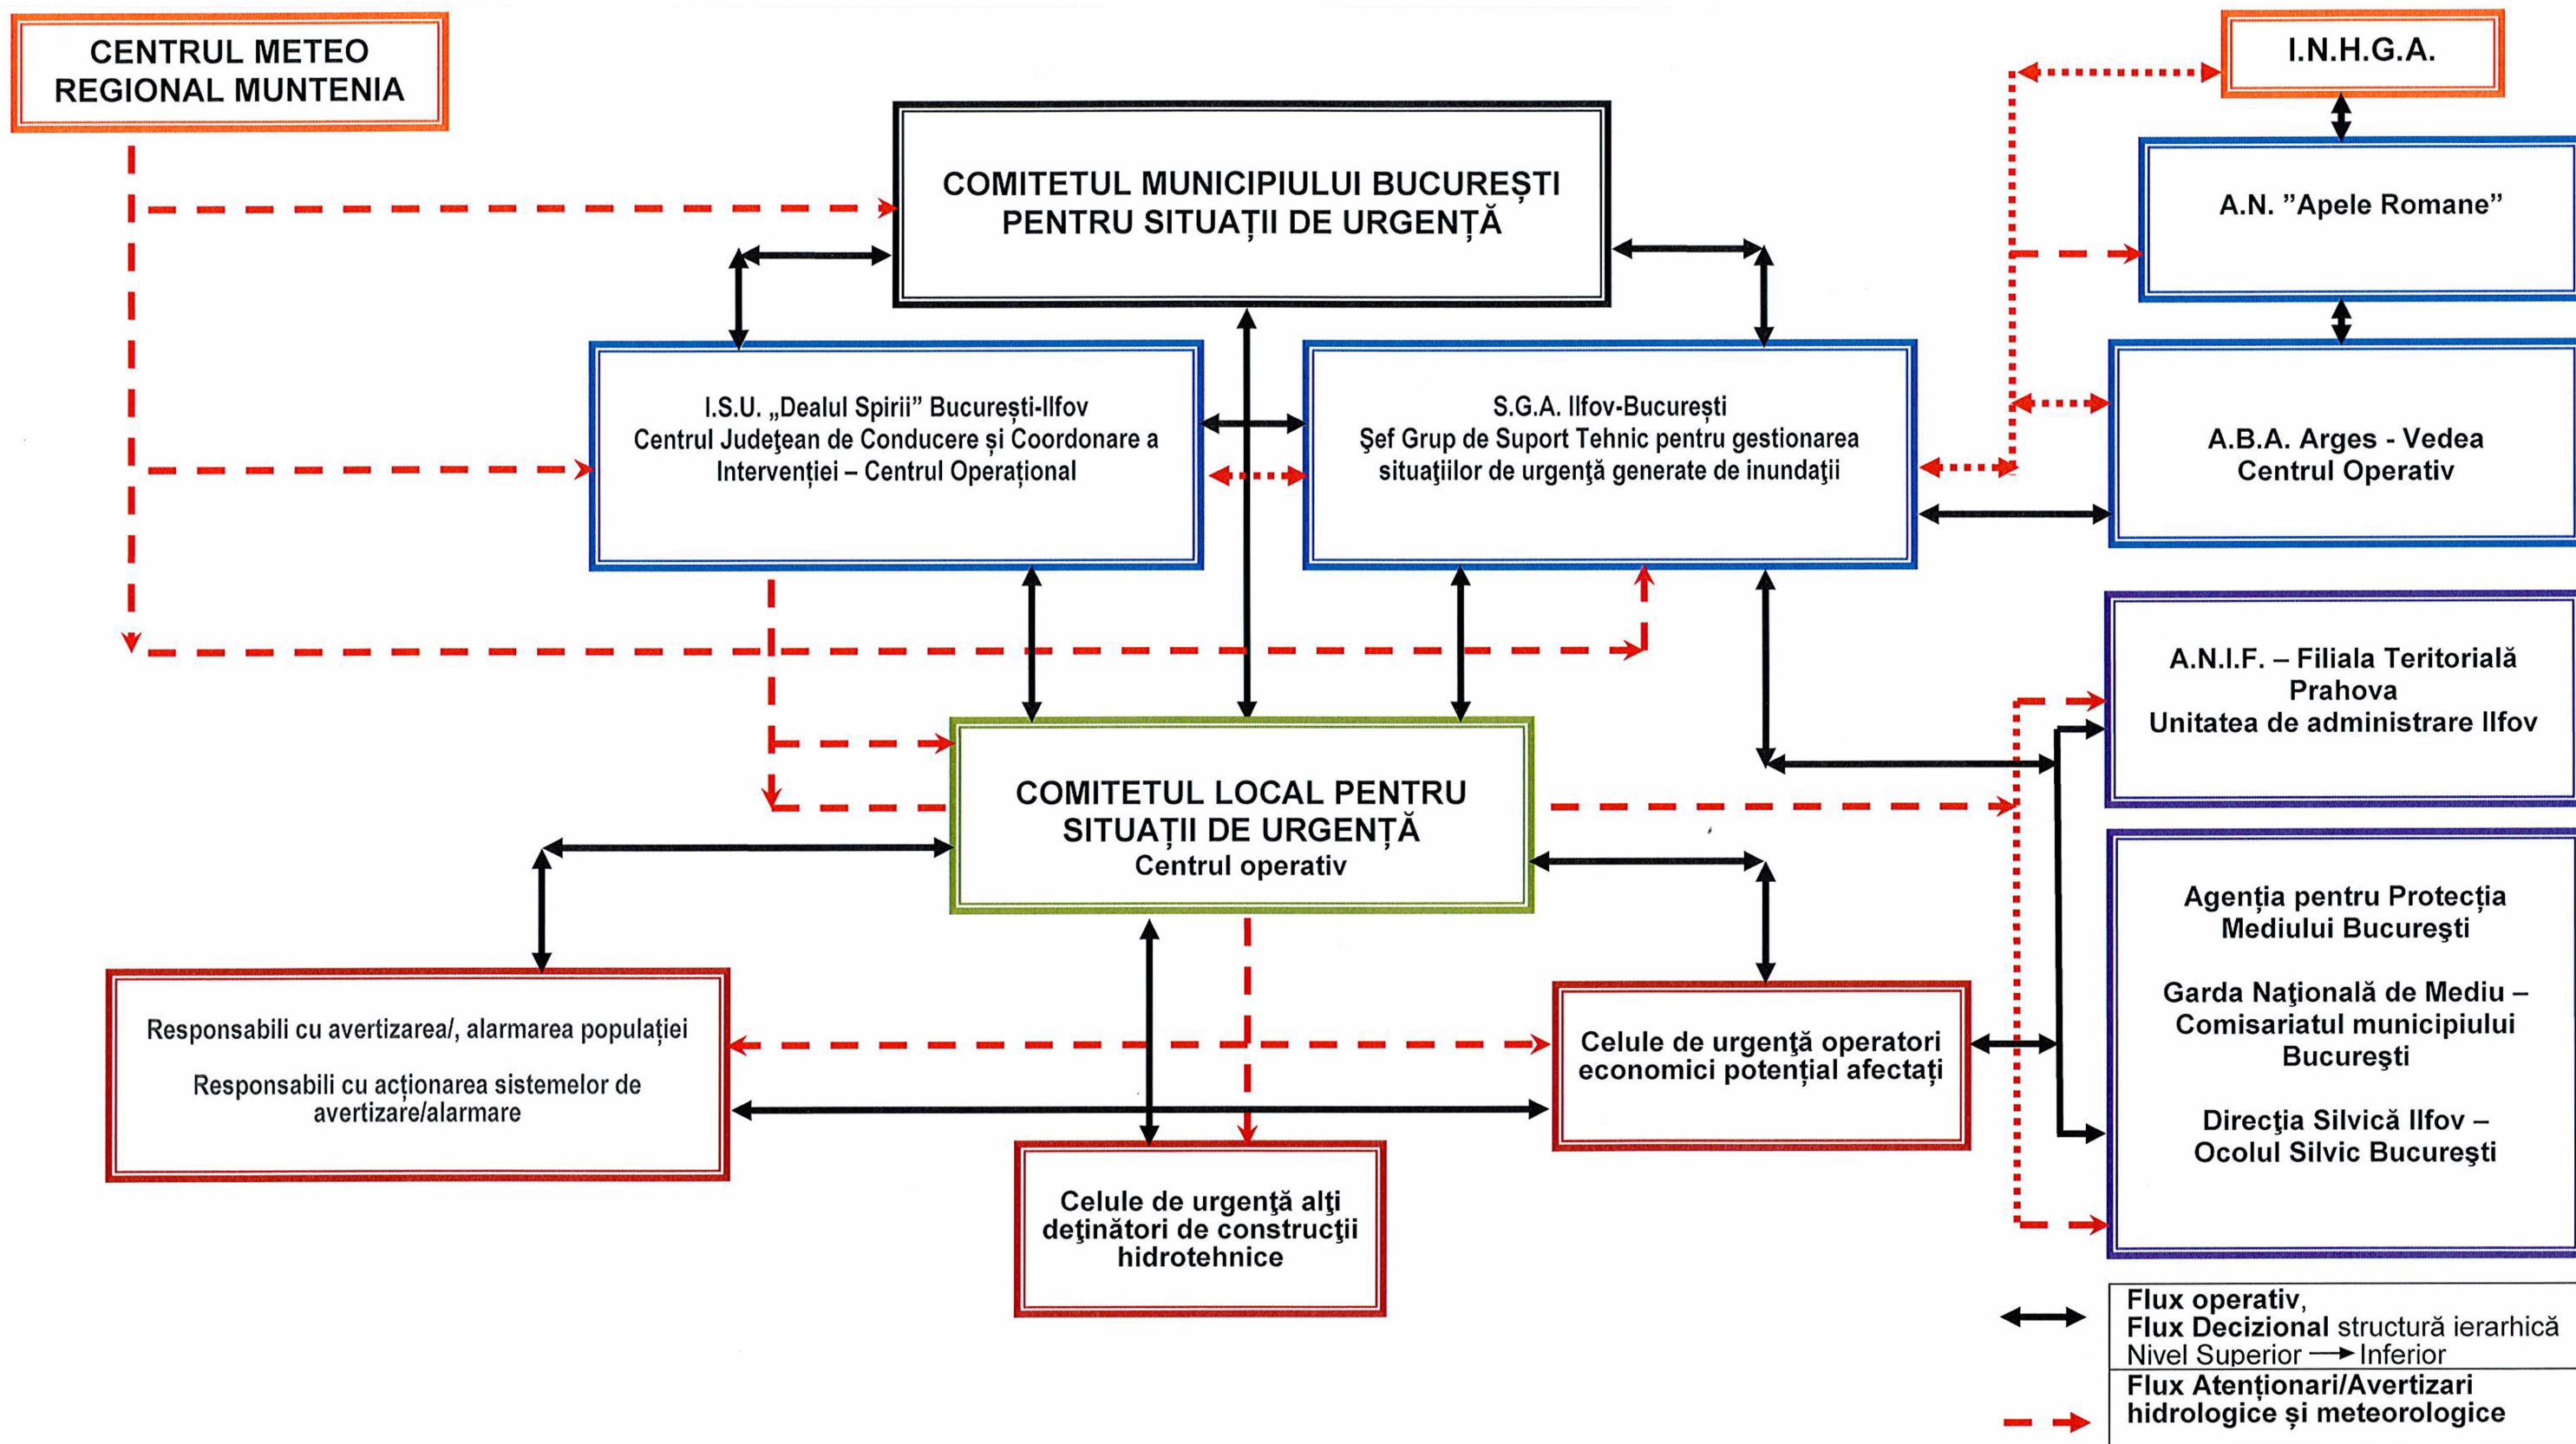 CENTRUL METEO
REGIONAL MUNTENIA
I.N.H.G.A.
COMITETUL MUNICIPIULUI BUCUREȘTI
PENTRU SITUAȚII DE URGENȚĂ
A.N. ”Apele Romane”
I.S.U. „Dealul Spirii” București-Ilfov
Centrul Judeţean de Conducere și Coordonare a
Intervenției – Centrul Operațional
S.G.A. Ilfov-București
Şef Grup de Suport Tehnic pentru gestionarea
situaţiilor de urgenţă generate de inundaţii
A.B.A. Arges - Vedea
Centrul Operativ
A.N.I.F. – Filiala Teritorială
Prahova
Unitatea de administrare Ilfov
COMITETUL LOCAL PENTRU
SITUAȚII DE URGENȚĂ
Centrul operativ
Agenția pentru Protecția
Mediului Bucureşti
Garda Naţională de Mediu –
Comisariatul municipiului
Bucureşti
Direcţia Silvică Ilfov –
Ocolul Silvic Bucureşti
Responsabili cu avertizarea/, alarmarea populației
Responsabili cu acționarea sistemelor de
avertizare/alarmare
Celule de urgenţă operatori
economici potențial afectați
Celule de urgenţă alţi
deţinători de construcţii
hidrotehnice
Flux operativ,
Flux Decizional structură ierarhică
Nivel Superior → Inferior
Flux Atenționari/Avertizari
hidrologice și meteorologice